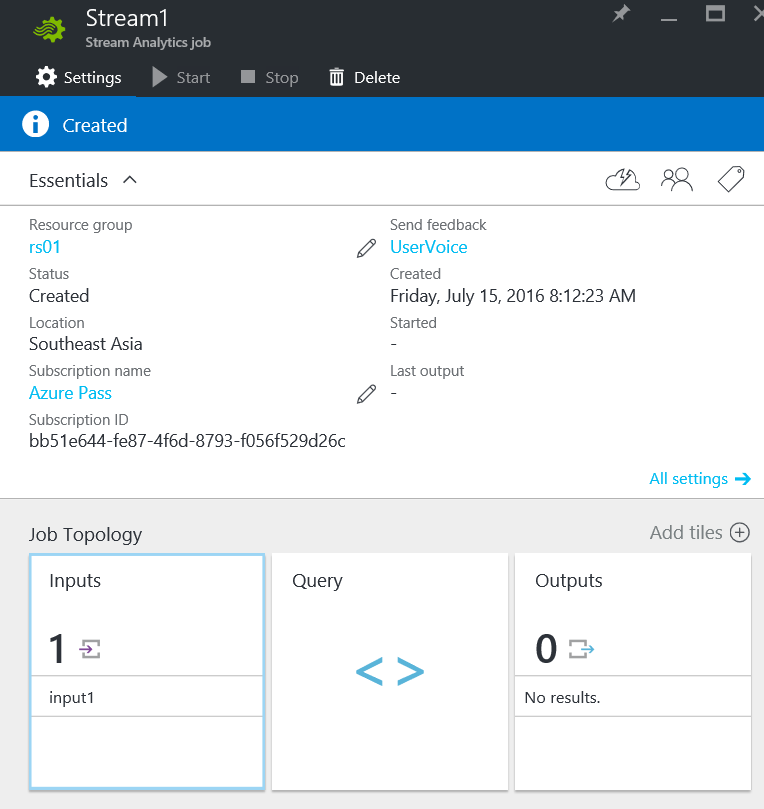 Stream1
Stream Analytics job
Settings Start Stop Delete
Created
Essentials
Resource group
rs01
Status
Created
Location
Southeast Asia
Subscription name
Azure Pass
Subscription ID
bb51e644-fe87-4f6d-8793-f056f529d26c
Send feedback
UserVoice
Created
Friday, July 15, 2016 8:12:23 AM
Started
-
Last output
-
All settings
Job Topology
Add tiles
Inputs
1
input1
Query
< >
Outputs
0
No results.